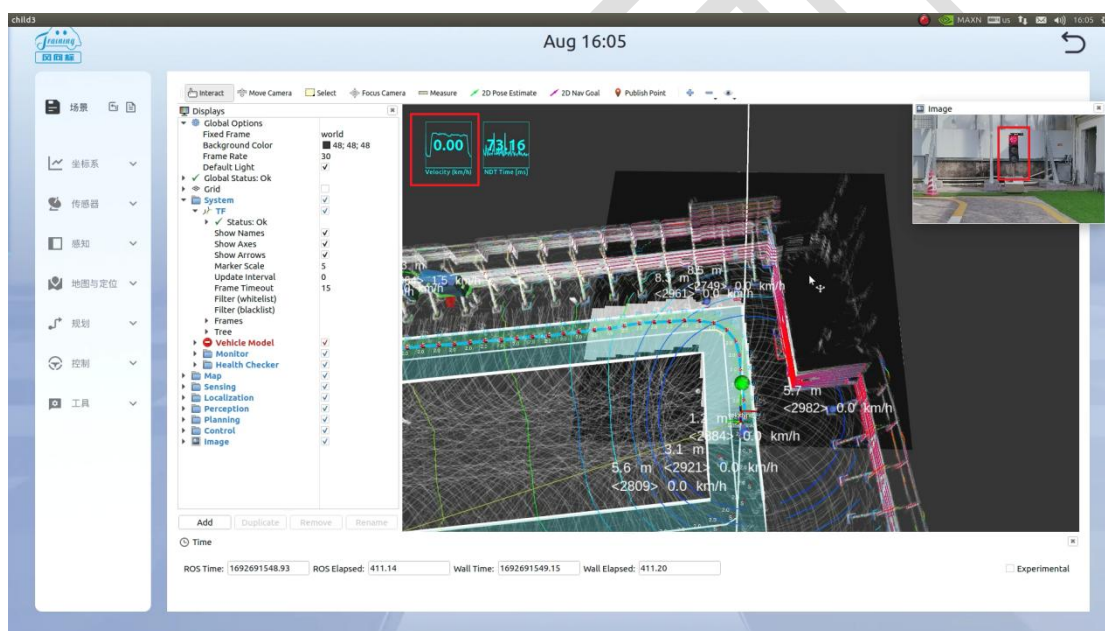 child3
MAXN
us
16:05
Training
Aug 16:05
场景
坐标系
传感器
感知
地图与定位
规划
控制
工具
Interact Move Camera Select Focus Camera Measure 2D Pose Estimate 2D Nav Goal Publish Point
Displays
Global Options
Fixed Frame world
Background Color 48; 48; 48
Frame Rate 30
Default Light
Global Status: Ok
Grid
System
TF
Status: Ok
Show Names
Show Axes
Show Arrows
Marker Scale 5
Update Interval 0
Frame Timeout 15
Filter (whitelist)
Filter (blacklist)
Frames
Tree
Vehicle Model
Monitor
Health Checker
Map
Sensing
Localization
Perception
Planning
Control
Image
Add Duplicate Remove Rename
0.00
Velocity (km/h)
73.16
NDT Time [ms]
Image
8.5 m
8.3 m <2749> 0.0 km/h
<2961> 0.0 km/h
5.7 m
<2982> 0.0 km/h
<2884> 0.0 km/h
3.1 m
5.6 m <2921> 0.0 km/h
<2809> 0.0 km/h
Time
ROS Time: 1692691548.93 ROS Elapsed: 411.14 Wall Time: 1692691549.15 Wall Elapsed: 411.20 Experimental